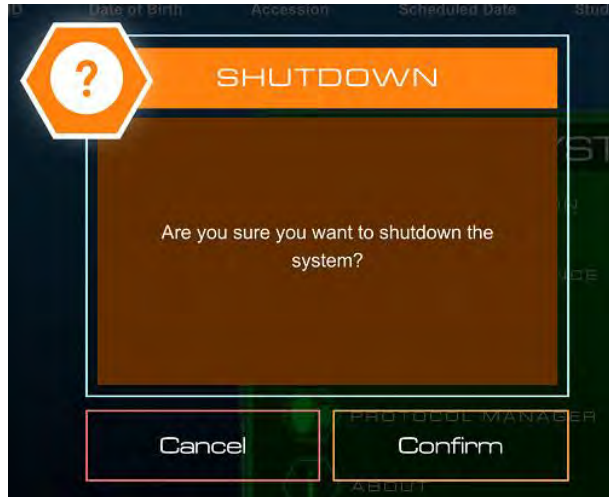 Date of Birth Accession Scheduled Date
?
SHUTDOWN
Are you sure you want to shutdown the
system?
PROTOCOL MANAGER
Cancel Confirm
ABOUT